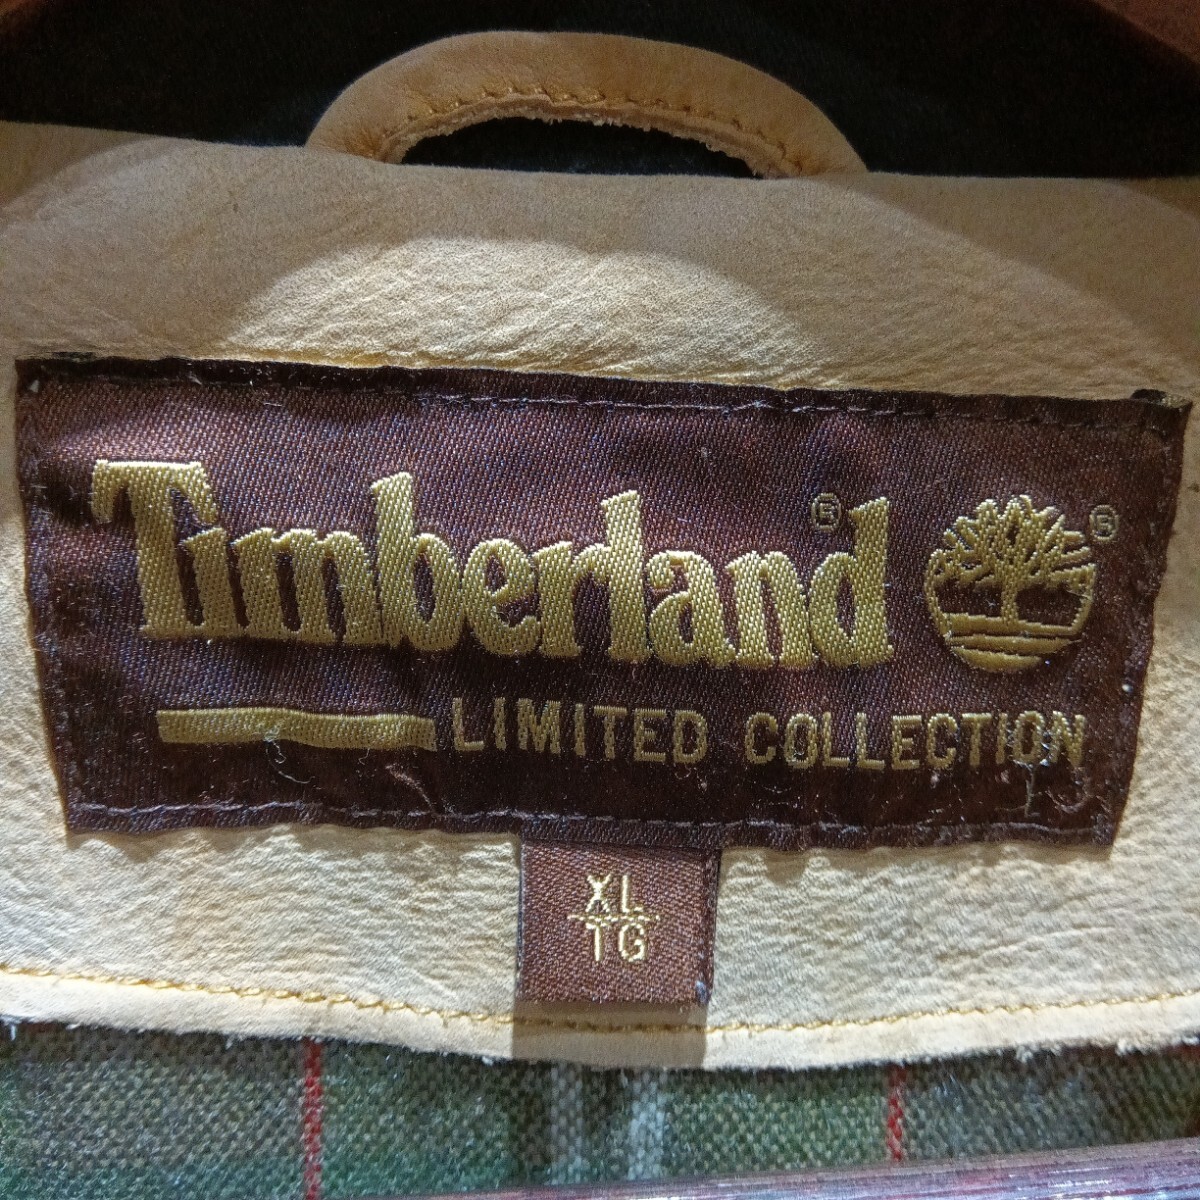 Timberland® ®
LIMITED COLLECTION
XL
TG